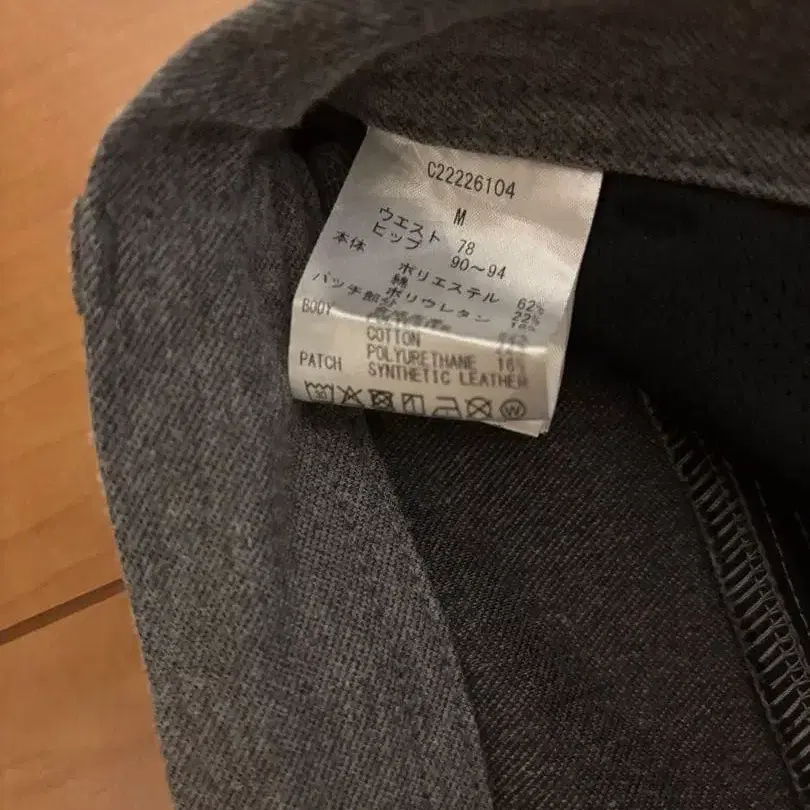 C22226104
M
ウエスト 78
ヒップ 90～94
本体 ポリエステル 62%
綿 22%
ポリウレタン 16%
パッチ部分
BODY
COTTON
POLYURETHANE 16%
PATCH SYNTHETIC LEATHER
W